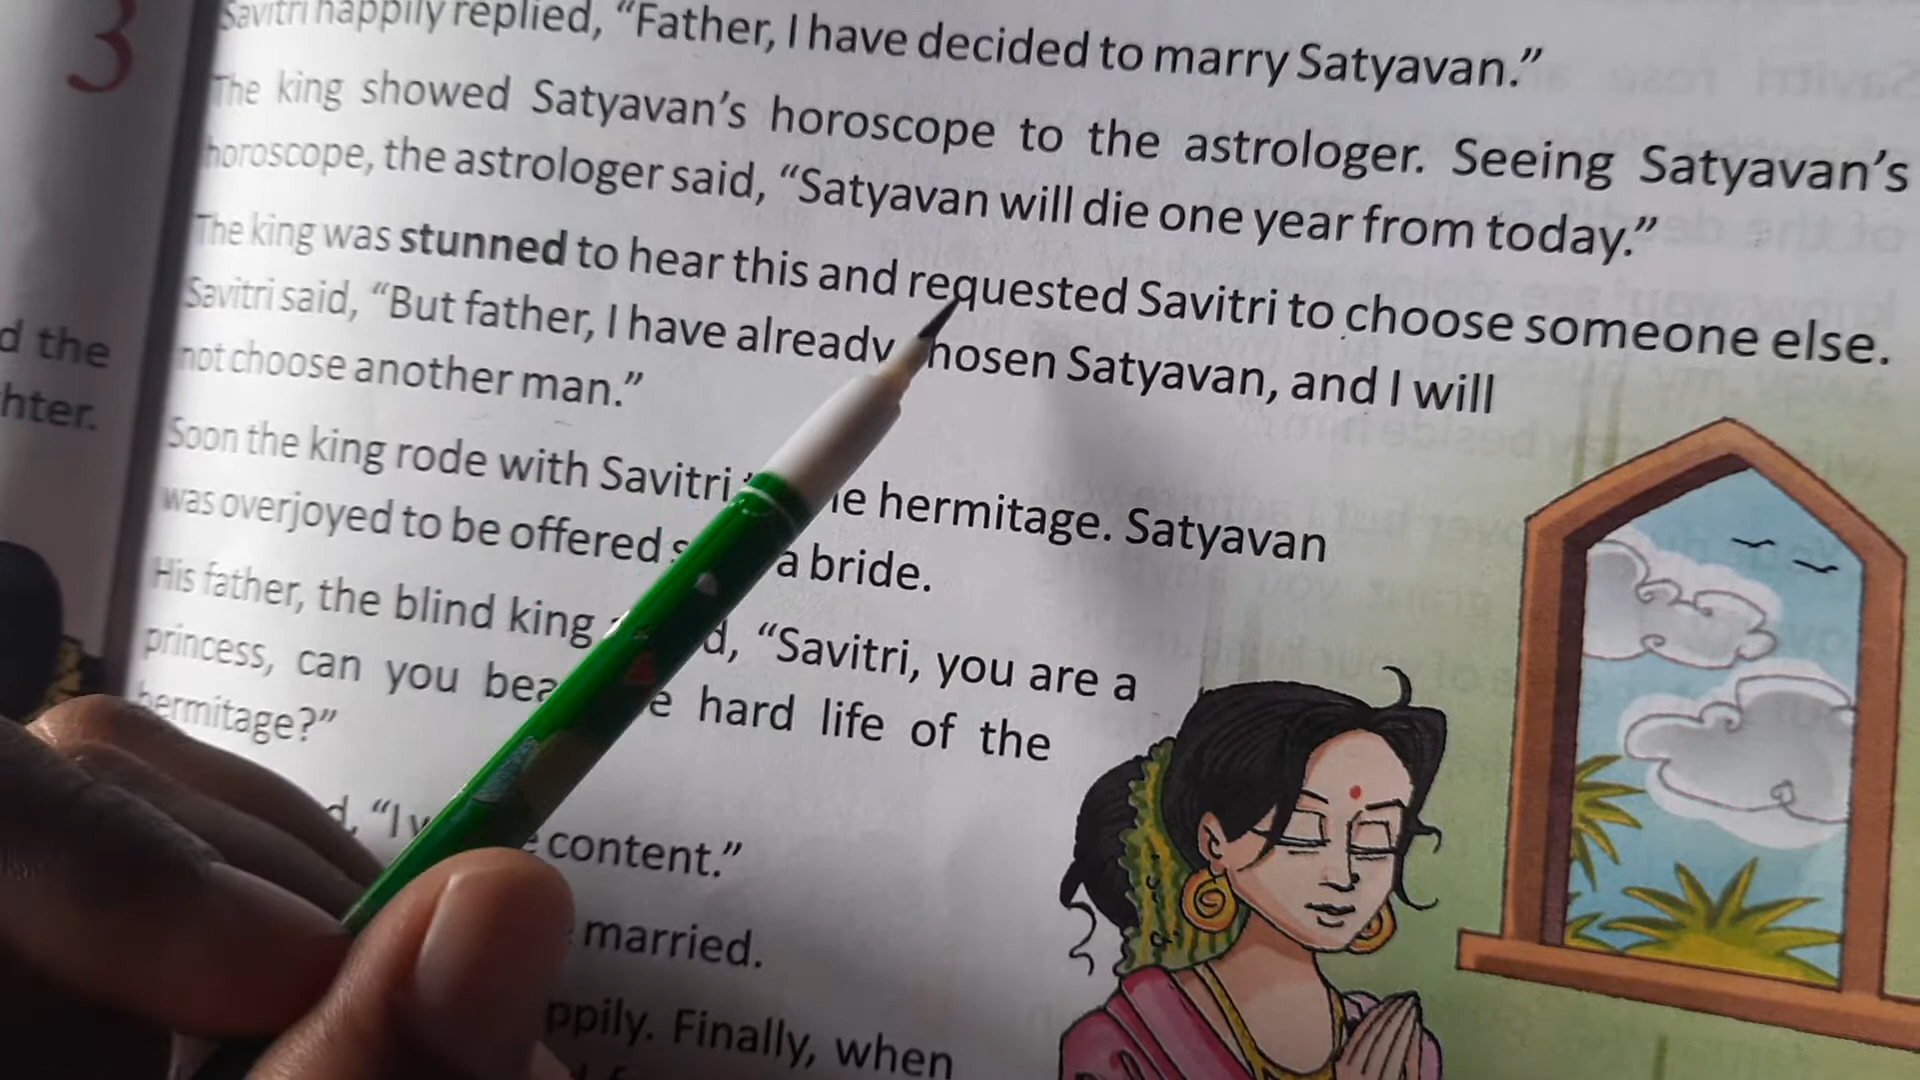 3
d the
hter.
Savitri happily replied, “Father, I have decided to marry Satyavan.”
The king showed Satyavan’s horoscope to the astrologer. Seeing Satyavan’s
horoscope, the astrologer said, “Satyavan will die one year from today.”
The king was stunned to hear this and requested Savitri to choose someone else.
Savitri said, “But father, I have already hosen Satyavan, and I will
not choose another man.”
Soon the king rode with Savitri hermitage. Satyavan
was overjoyed to be offered a bride.
His father, the blind king “Savitri, you are a
princess, can you hard life of the
hermitage?”
“I content.”
married.
ppily. Finally, when